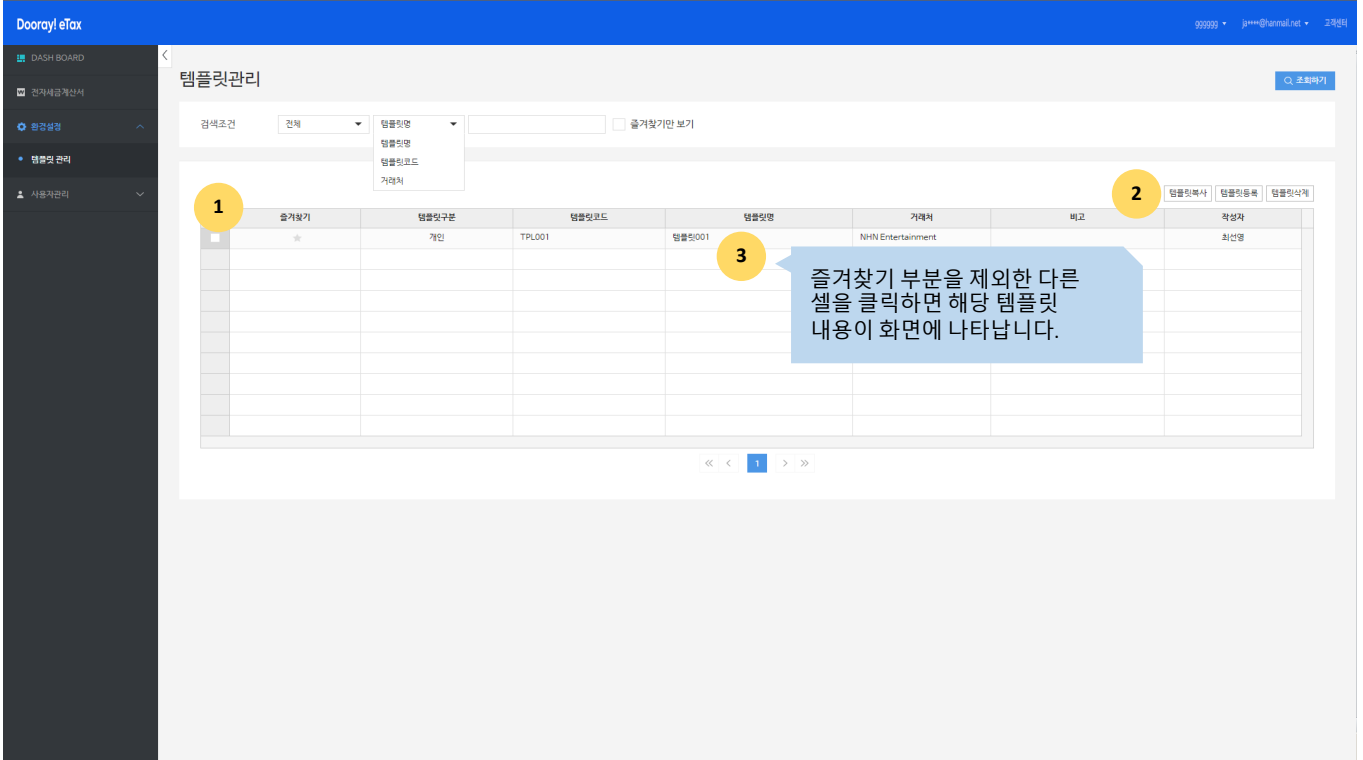 Dooray! eTax
gggggg
ja****@hanmail.net
고객센터
DASH BOARD
전자세금계산서
환경설정
템플릿 관리
사용자관리
템플릿관리
조회하기
검색조건
전체
템플릿명
즐겨찾기만 보기
템플릿명
템플릿코드
거래처
1
2
템플릿복사
템플릿등록
템플릿삭제
즐겨찾기
템플릿구분
템플릿코드
템플릿명
거래처
비고
작성자
개인
TPL001
템플릿001
NHN Entertainment
최선영
3
즐겨찾기 부분을 제외한 다른
셀을 클릭하면 해당 템플릿
내용이 화면에 나타납니다.
1